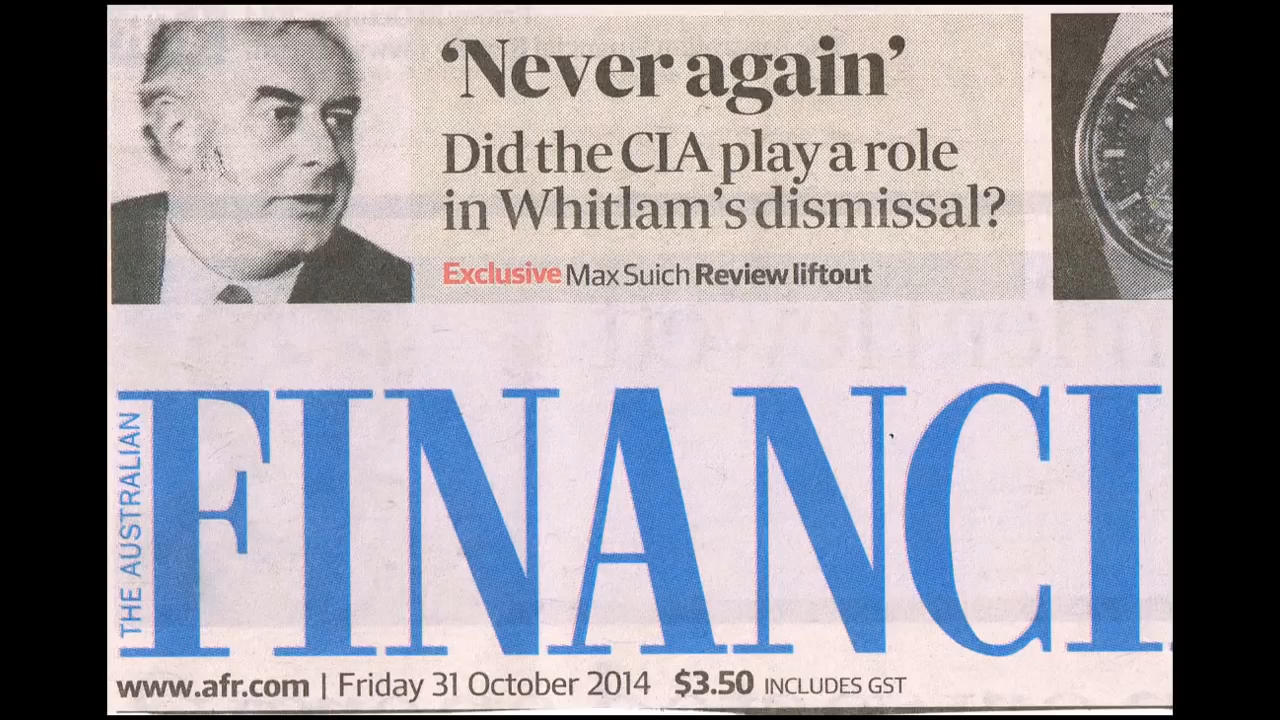 ‘Never again’
Did the CIA play a role
in Whitlam’s dismissal?
Exclusive Max Suich Review liftout
THE AUSTRALIAN
FINANCI
www.afr.com | Friday 31 October 2014 $3.50 INCLUDES GST